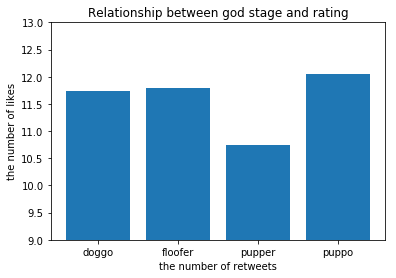 Relationship between god stage and rating
the number of likes
13.0
12.5
12.0
11.5
11.0
10.5
10.0
9.5
9.0
doggo floofer pupper puppo
the number of retweets